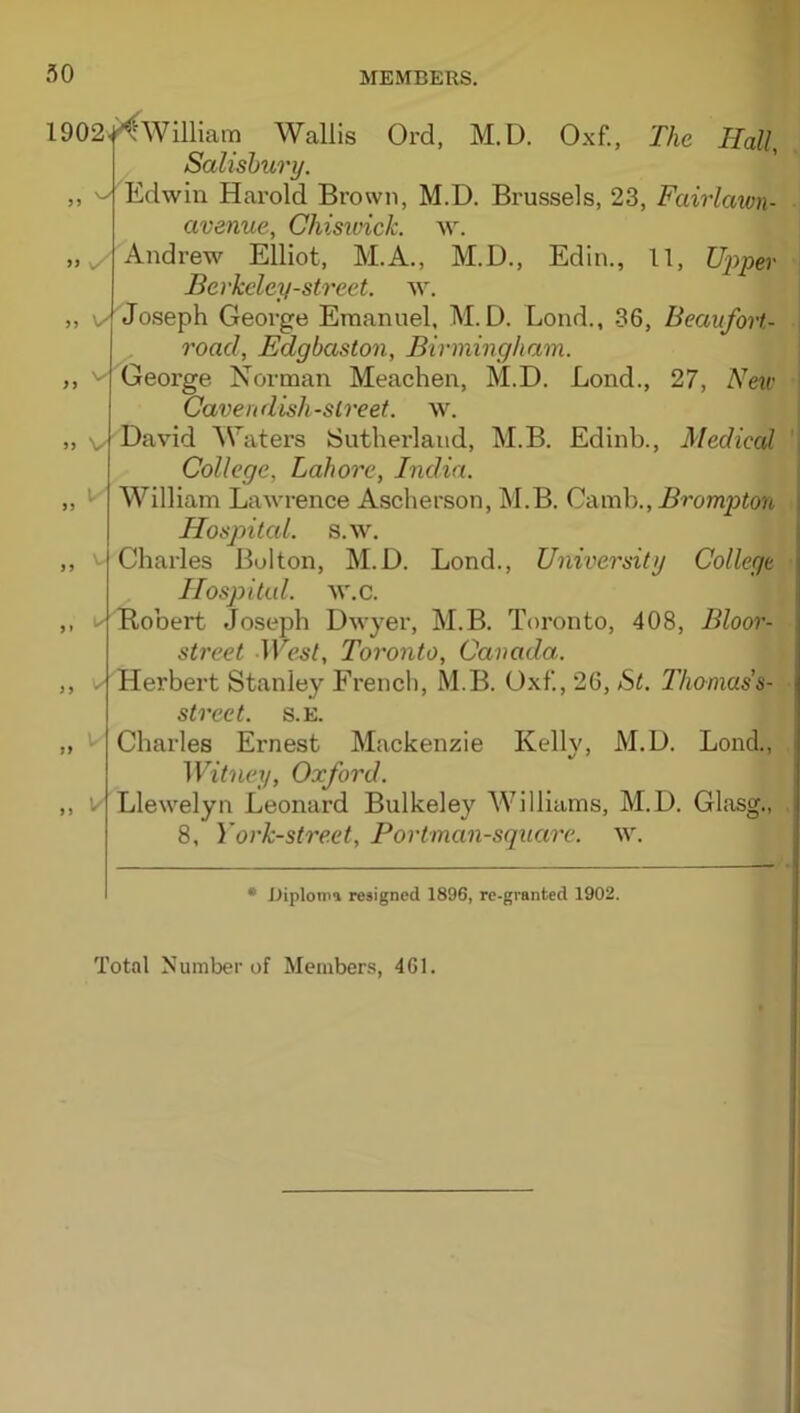 50 MEMBERS.
1902 *William Wallis Ord, M.D. Oxf., The Hall,
Salisbury.
„ Edwin Harold Brown, M.D. Brussels, 23, Fairlawn-
avenue, Chiswick. W.
„ Andrew Elliot, M.A., M.D., Edin., 11, Upper
Berkeley-street. W.
„ Joseph George Emanuel, M.D. Lond., 36, Beaufort-
road, Edgbaston, Birmingham.
„ George Norman Meachen, M.D. Lond., 27, New
Cavendish-street. W.
„ David Waters Sutherland, M.B. Edinb., Medical
College, Lahore, India.
„ William Lawrence Ascherson, M.B. Camb., Brompton
Hospital. S.W.
„ Charles Bolton, M.D. Lond., University College
Hospital. W.C.
„ Robert Joseph Dwyer, M.B. Toronto, 408, Bloor-
street West, Toronto, Canada.
„ Herbert Stanley French, M.B. Oxf., 26, St. Thomas's-
street. S.E.
„ Charles Ernest Mackenzie Kelly, M.D. Lond.,
Witney, Oxford.
„ Llewelyn Leonard Bulkeley Williams, M.D. Glasg.,
8, York-street, Portman-square. W.
* Diploma resigned 1896, re-granted 1902.
Total Number of Members, 461.